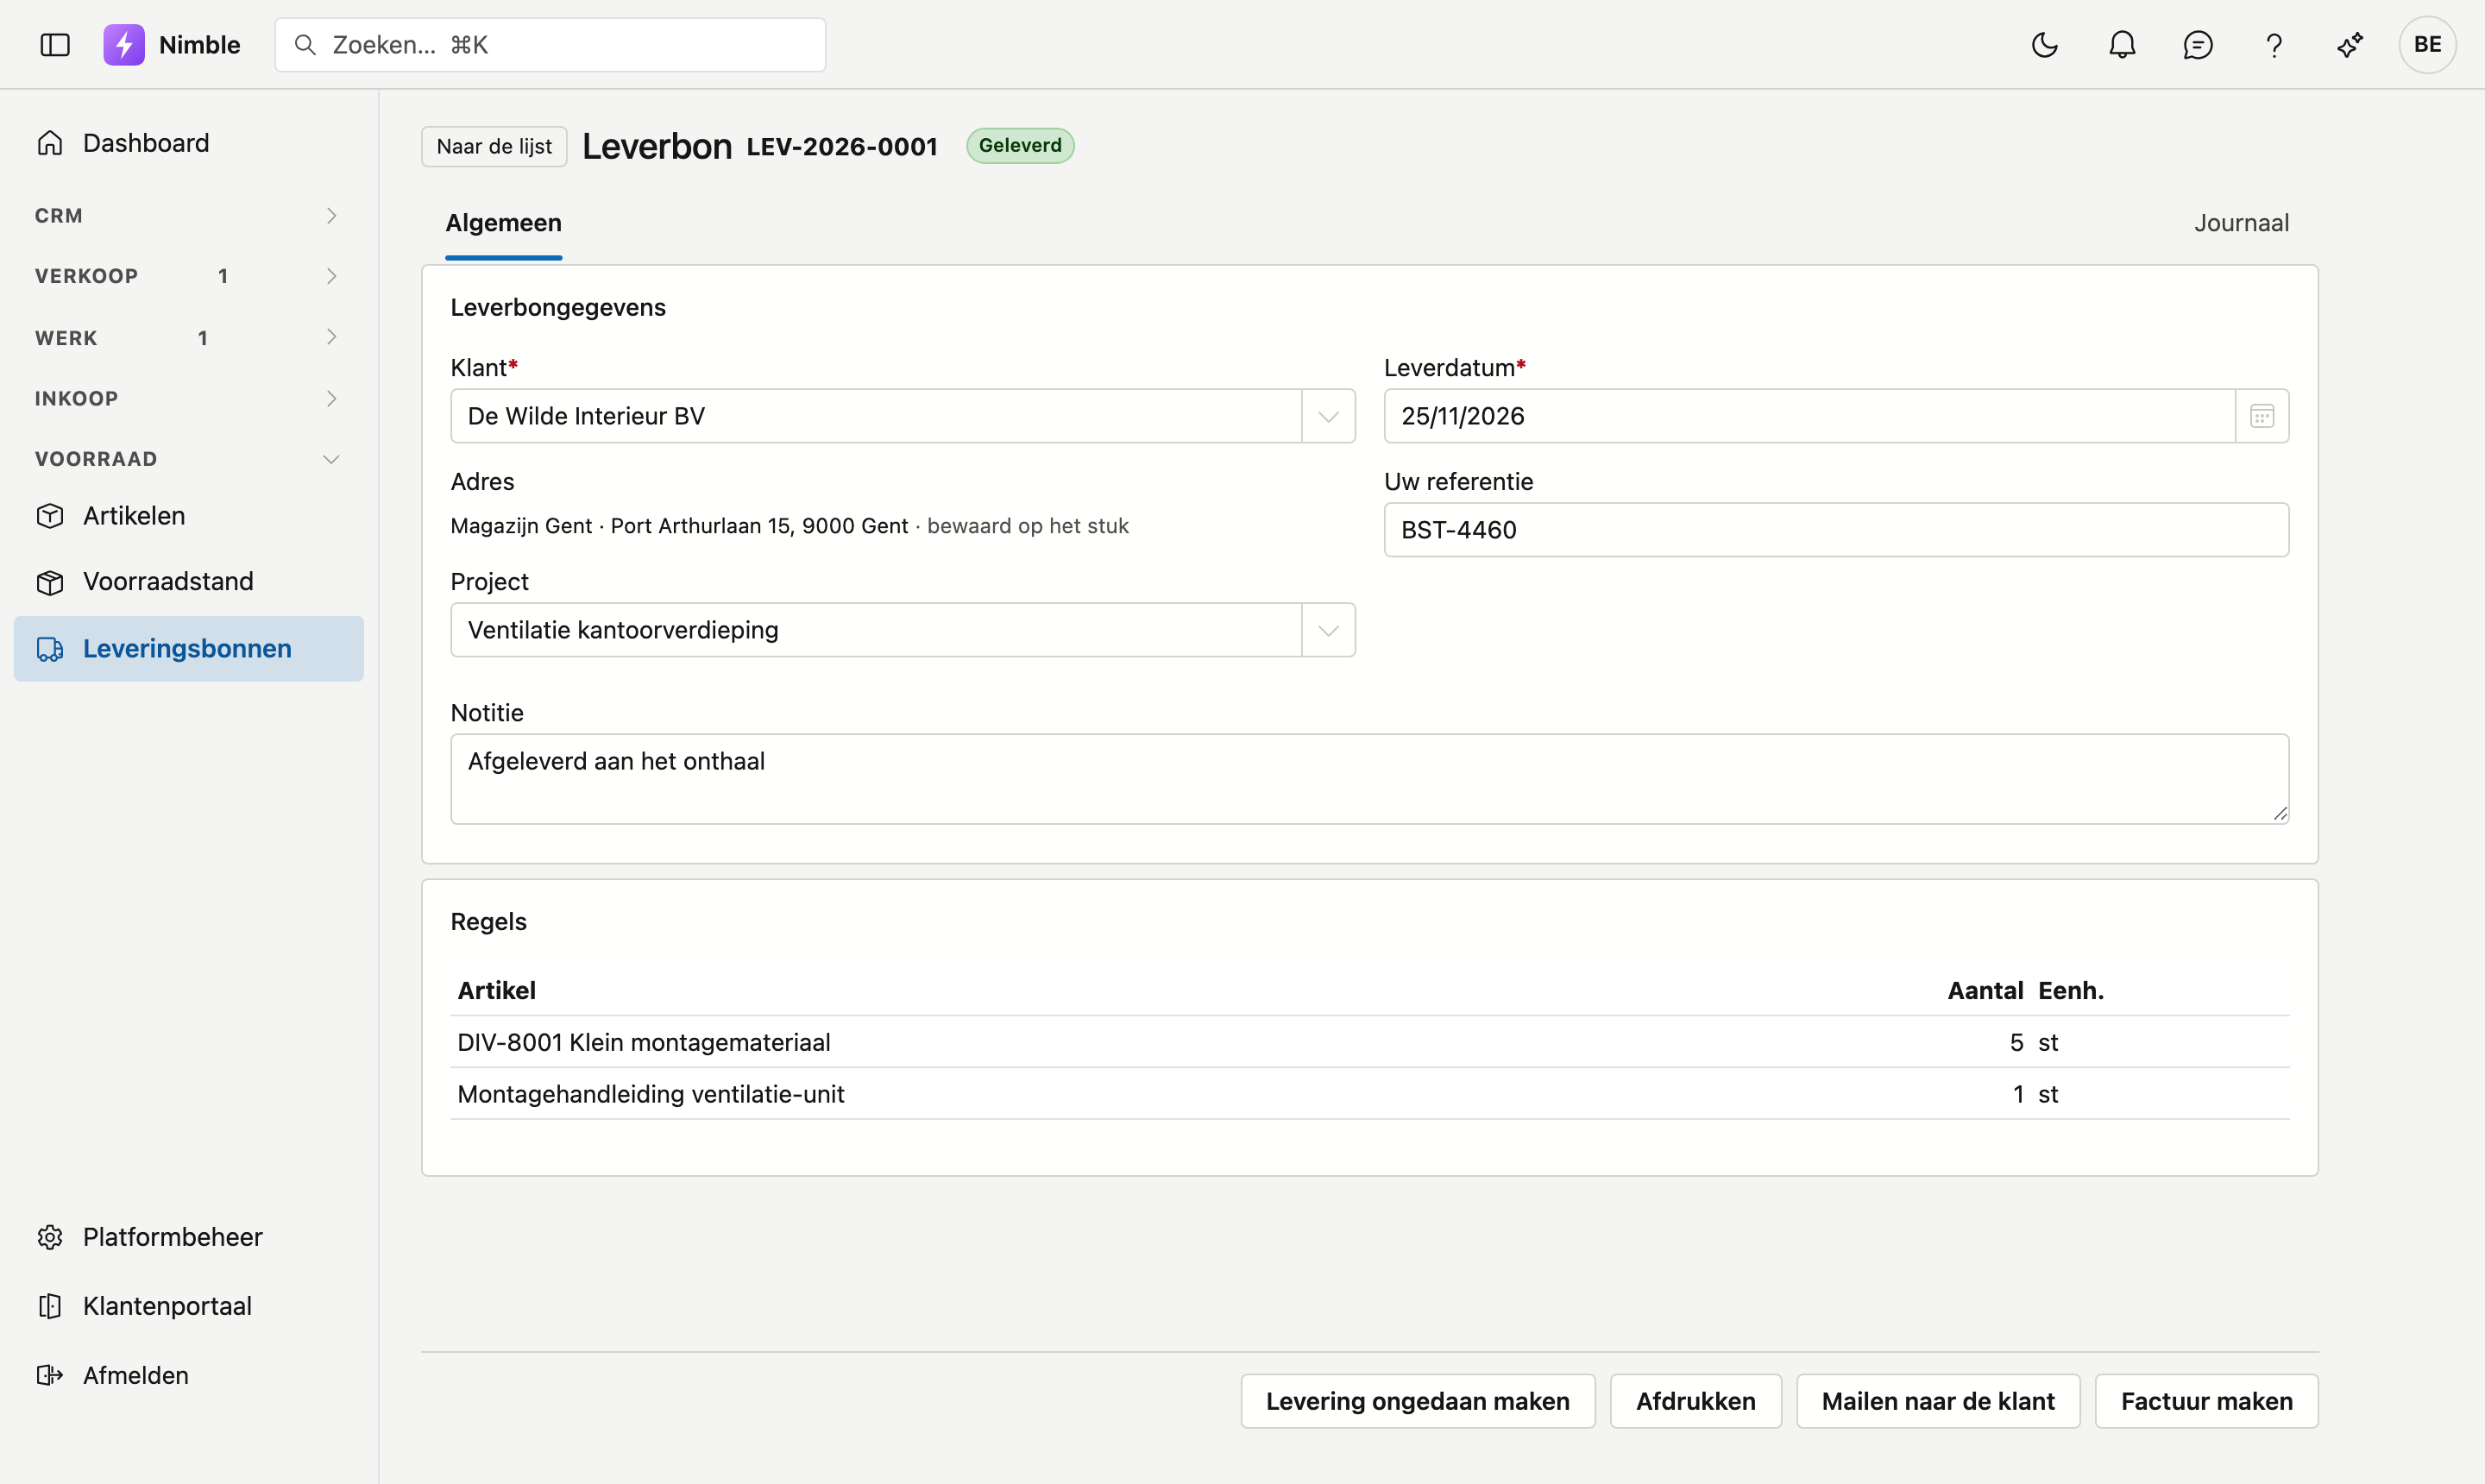 Nimble
Zoeken... ⌘K
BE
Dashboard
CRM
VERKOOP 1
WERK 1
INKOOP
VOORRAAD
Artikelen
Voorraadstand
Leveringsbonnen
Platformbeheer
Klantenportaal
Afmelden
Naar de lijst Leverbon LEV-2026-0001 Geleverd
Algemeen Journaal
Leverbongegevens
Klant* Leverdatum*
De Wilde Interieur BV 25/11/2026
Adres Uw referentie
Magazijn Gent · Port Arthurlaan 15, 9000 Gent · bewaard op het stuk
BST-4460
Project
Ventilatie kantoorverdieping
Notitie
Afgeleverd aan het onthaal
Regels
Artikel Aantal Eenh.
DIV-8001 Klein montagemateriaal 5 st
Montagehandleiding ventilatie-unit 1 st
Levering ongedaan maken Afdrukken Mailen naar de klant Factuur maken